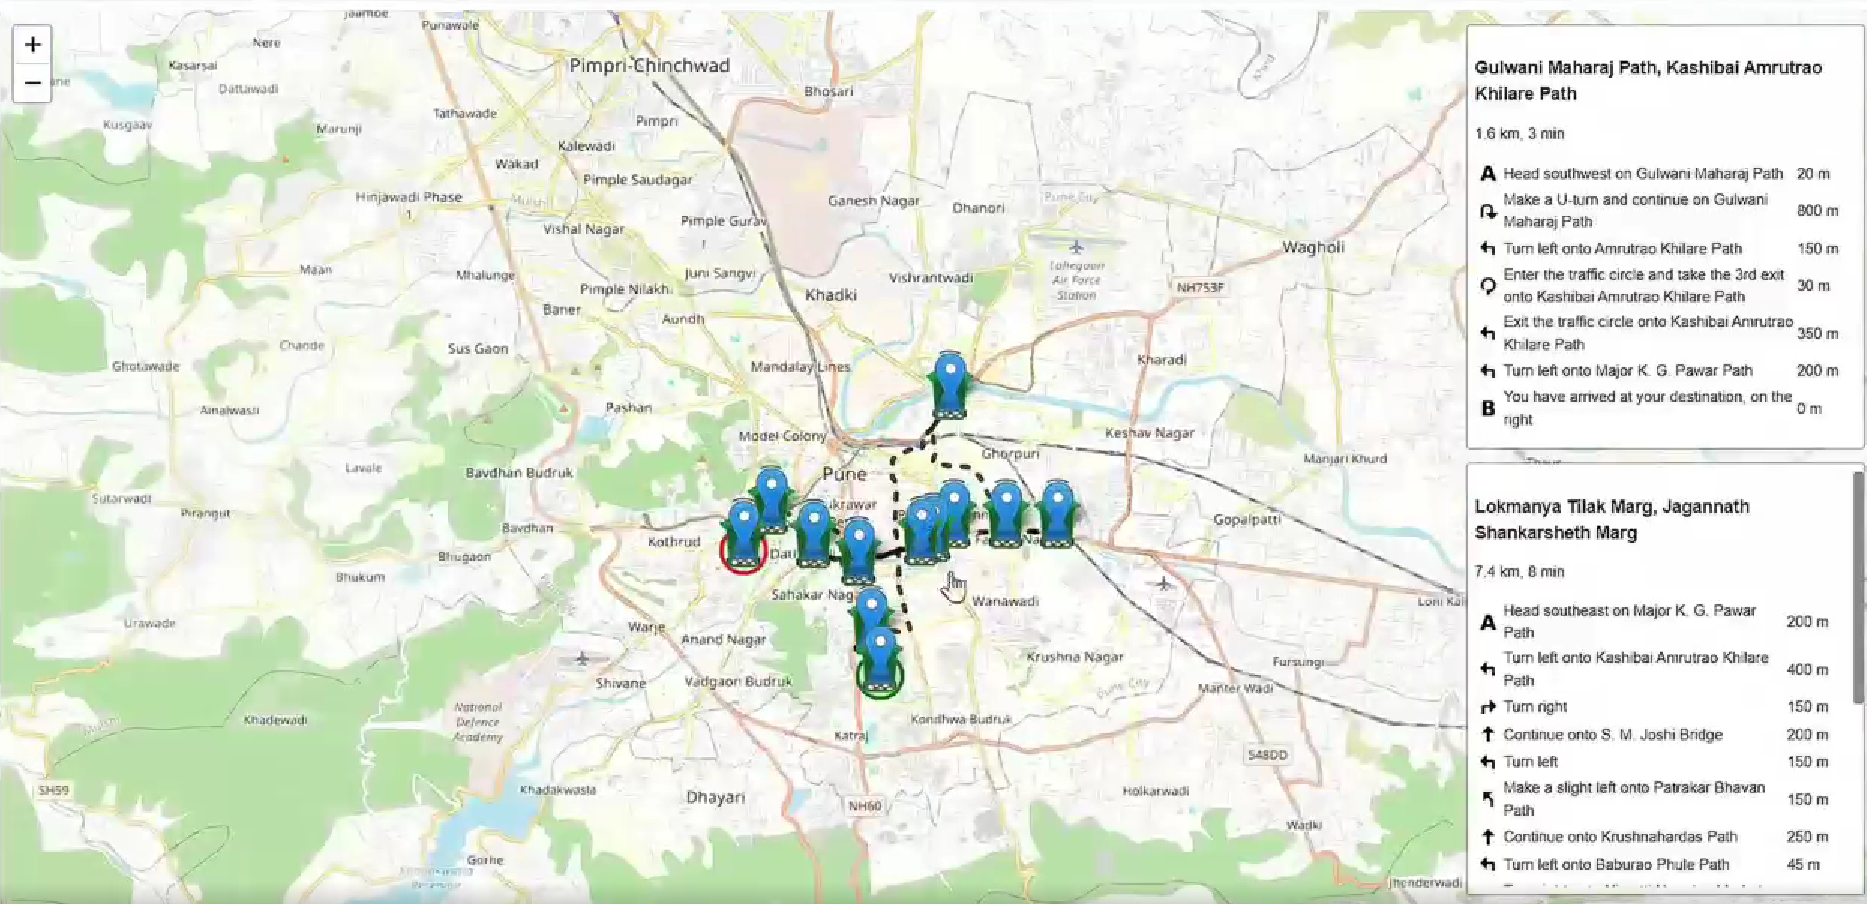 +
−
Jaamoe
Punawale
Nere
Kasarsai
Dattawadi
Kusgaav
Marunji
Tathawade
Pimpri-Chinchwad
Bhosari
Pimpri
Kalewadi
Wakad
Pimple Saudagar
Hinjawadi Phase
1
Vishal Nagar
Pimple Gurav
Ganesh Nagar
Dhanori
Pune City
Wagholi
Maan
Mhalunge
Juni Sangvi
Pimple Nilakh
Vishrantwadi
Lohegaon
Air Force
Station
NH753F
Khadki
Baner
Aundh
Chande
Sus Gaon
Ghotawade
Mandalay Lines
Kharadi
Ainalwasli
Pashan
Model Colony
Keshav Nagar
Ghorpuri
Manjari Khurd
Lavale
Bavdhan Budruk
Pune
Sutarwadi
Pirangut
Bavdhan
Gopalpatti
Kothrud
Bhugaon
Bhukum
Sahakar Nag
Wanawadi
Urawade
Warje
Anand Nagar
Krushna Nagar
Fursungi
Shivane
Vadgaon Budruk
Pune City
Manter Wadi
National
Defence
Academy
Khadewadi
Kondhwa Budruk
Katraj
S48DD
SH59
Khadakwasla
Dhayari
NH60
Holkarwadi
Wadki
Gorhe
Jhenderwadi
Gulwani Maharaj Path, Kashibai Amrutrao
Khilare Path
1.6 km, 3 min
A Head southwest on Gulwani Maharaj Path 20 m
Make a U-turn and continue on Gulwani
Maharaj Path 800 m
Turn left onto Amrutrao Khilare Path 150 m
Enter the traffic circle and take the 3rd exit
onto Kashibai Amrutrao Khilare Path 30 m
Exit the traffic circle onto Kashibai Amrutrao
Khilare Path 350 m
Turn left onto Major K. G. Pawar Path 200 m
B You have arrived at your destination, on the
right 0 m
Lokmanya Tilak Marg, Jagannath
Shankarsheth Marg
7.4 km, 8 min
A Head southeast on Major K. G. Pawar
Path 200 m
Turn left onto Kashibai Amrutrao Khilare
Path 400 m
Turn right 150 m
Continue onto S. M. Joshi Bridge 200 m
Turn left 150 m
Make a slight left onto Patrakar Bhavan
Path 150 m
Continue onto Krushnahardas Path 250 m
Turn left onto Baburao Phule Path 45 m